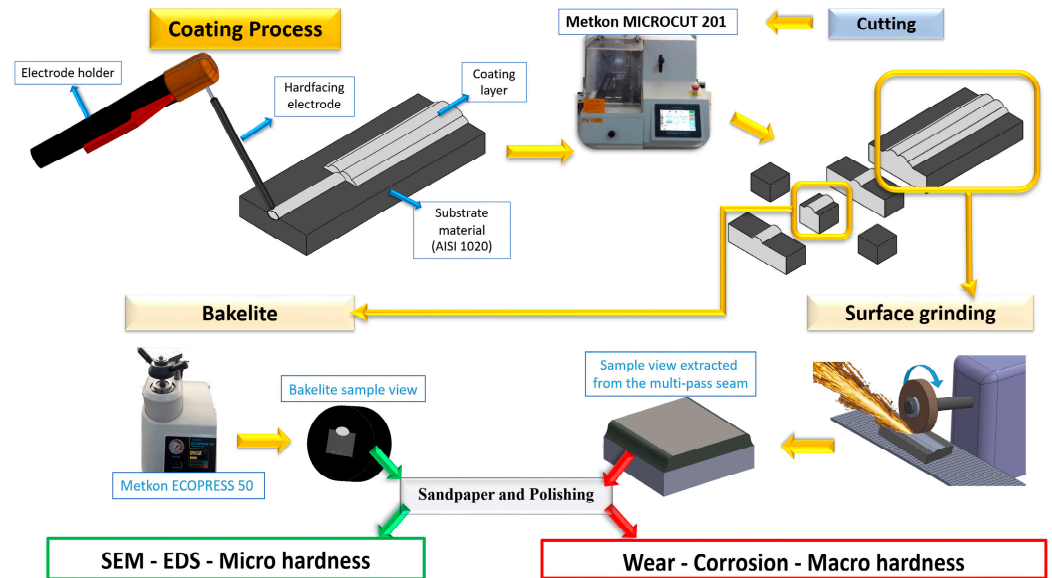 Coating Process
Metkon MICROCUT 201
Cutting
Electrode holder
Hardfacing
electrode
Coating
layer
Substrate
material
(AISI 1020)
Bakelite
Surface grinding
Sample view extracted
from the multi-pass seam
Bakelite sample view
Metkon ECOPRESS 50
Sandpaper and Polishing
SEM - EDS - Micro hardness
Wear - Corrosion - Macro hardness